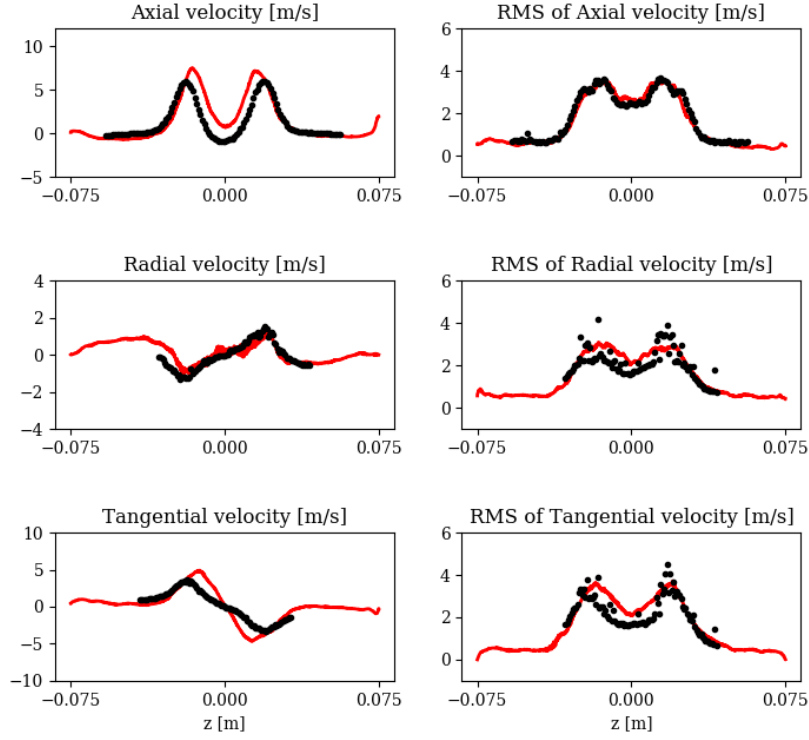 Axial velocity [m/s]
10
5
0
−5
−0.075 0.000 0.075
RMS of Axial velocity [m/s]
6
4
2
0
−0.075 0.000 0.075
Radial velocity [m/s]
4
2
0
−2
−4
−0.075 0.000 0.075
RMS of Radial velocity [m/s]
6
4
2
0
−0.075 0.000 0.075
Tangential velocity [m/s]
10
5
0
−5
−10
−0.075 0.000 0.075
z [m]
RMS of Tangential velocity [m/s]
6
4
2
0
−0.075 0.000 0.075
z [m]